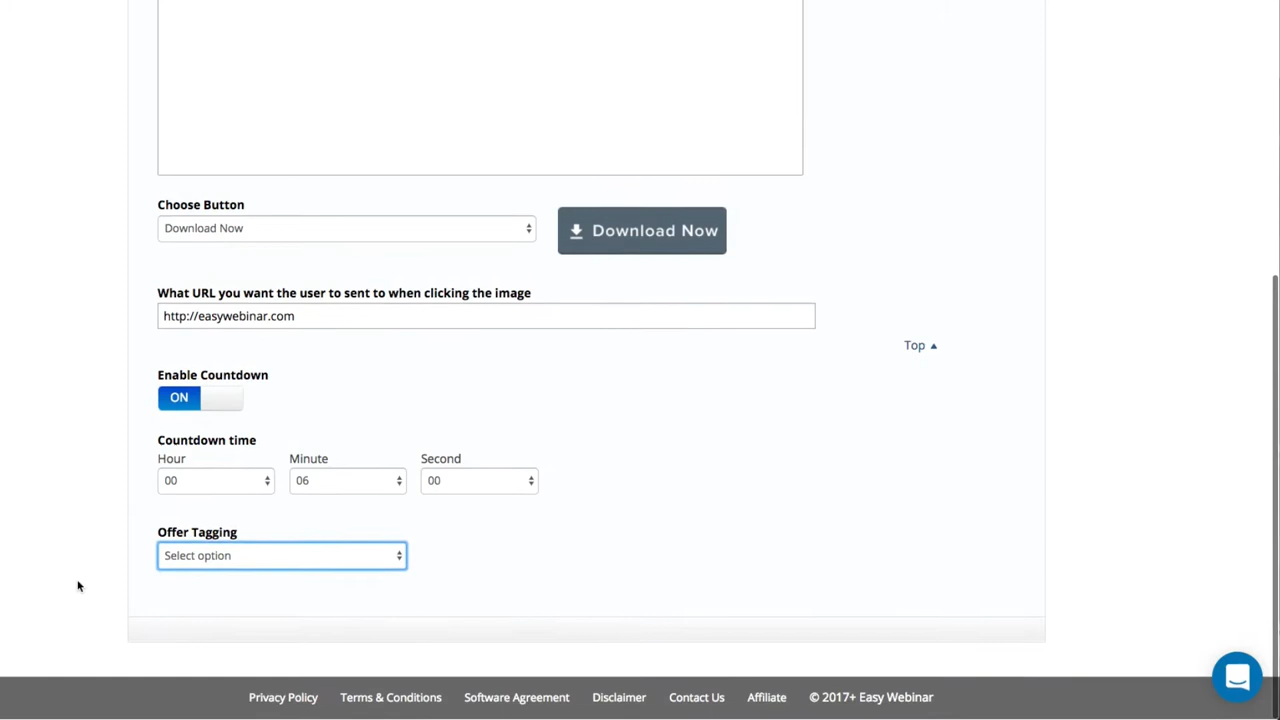 Choose Button
Download Now
Download Now
What URL you want the user to sent to when clicking the image
http://easywebinar.com
Top ▲
Enable Countdown
ON
Countdown time
Hour Minute Second
00 06 00
Offer Tagging
Select option
Privacy Policy Terms & Conditions Software Agreement Disclaimer Contact Us Affiliate © 2017+ Easy Webinar